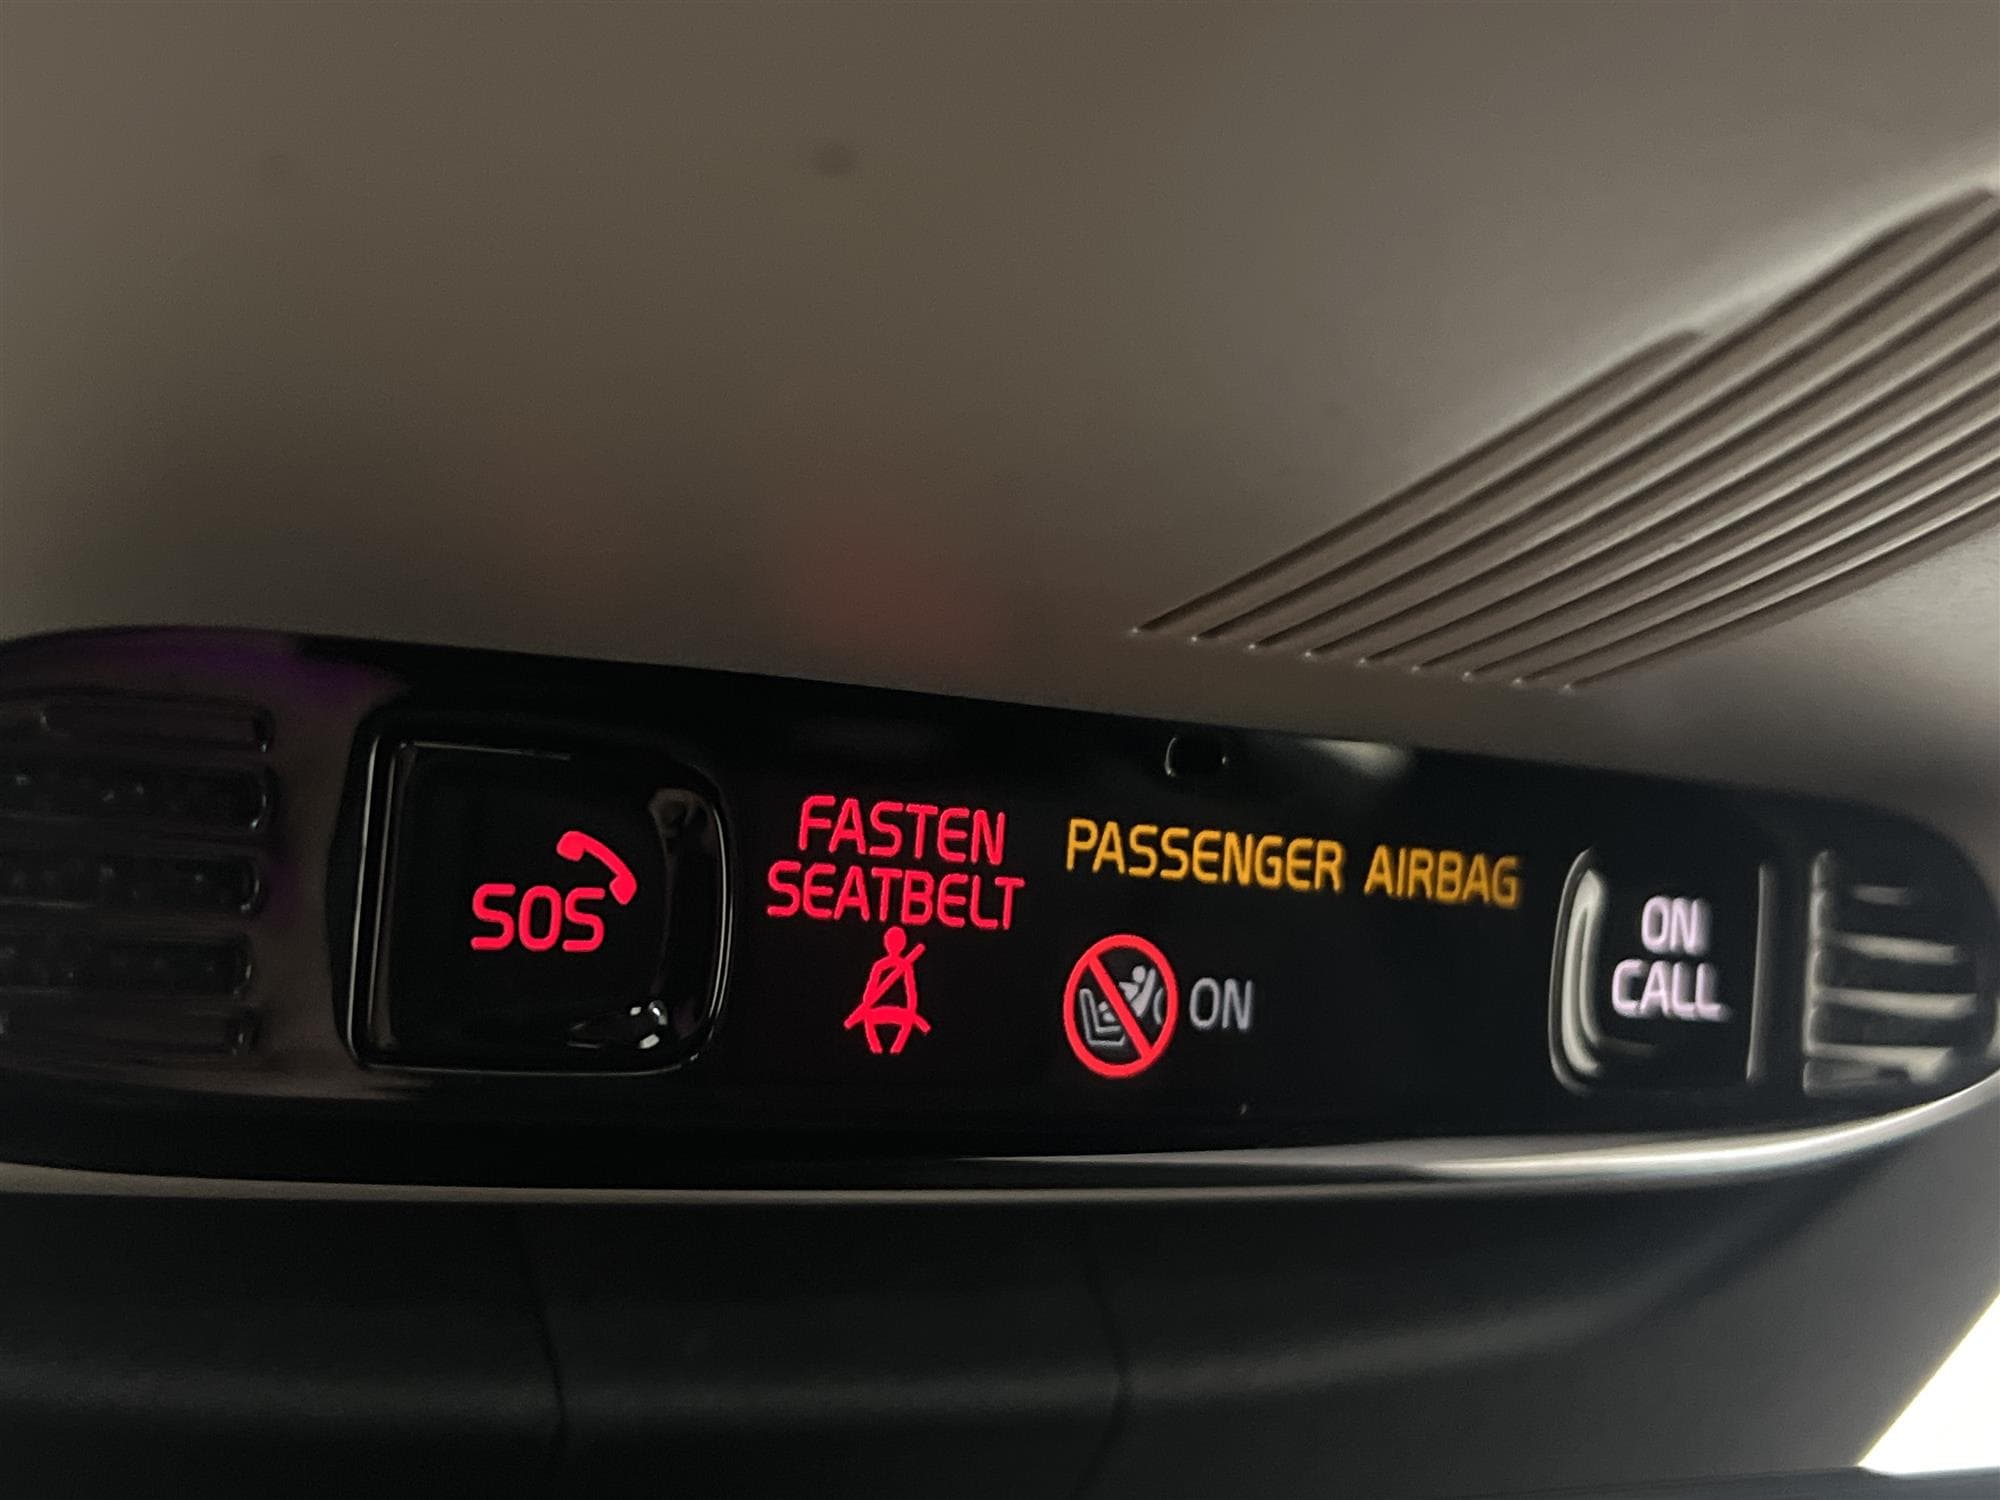 SOS
FASTEN
SEATBELT
PASSENGER AIRBAG
ON
ON
CALL